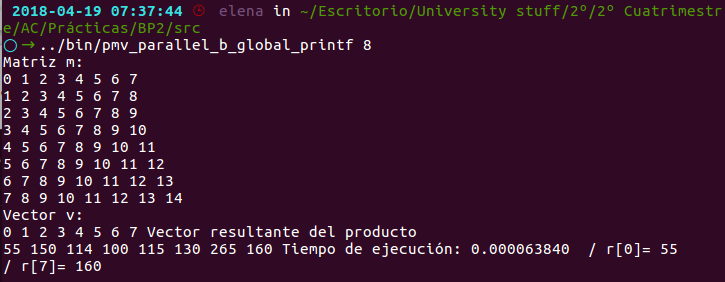 2018-04-19 07:37:44 elena in ~/Escritorio/University stuff/2º/2º Cuatrimestr
e/AC/Prácticas/BP2/src
→../bin/pmv_parallel_b_global_printf 8
Matriz m:
0 1 2 3 4 5 6 7
1 2 3 4 5 6 7 8
2 3 4 5 6 7 8 9
3 4 5 6 7 8 9 10
4 5 6 7 8 9 10 11
5 6 7 8 9 10 11 12
6 7 8 9 10 11 12 13
7 8 9 10 11 12 13 14
Vector v:
0 1 2 3 4 5 6 7 Vector resultante del producto
55 150 114 100 115 130 265 160 Tiempo de ejecución: 0.000063840  / r[0]= 55
/ r[7]= 160